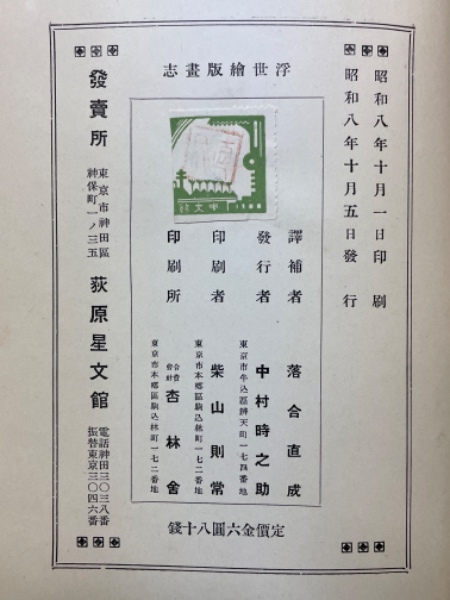 昭和八年十月一日印刷
昭和八年十月五日發行
浮世繪版畫志
譯補者 落合直成
發行者
東京市牛込區辨天町一七四番地
中村時之助
印刷者
東京市本鄕區駒込林町一七二番地
柴山則常
印刷所
東京市本鄕區駒込林町一七二番地
杏林舍
定價金六圓八十錢
發賣所
東京市神田區
神保町一ノ三五
荻原星文館
電話神田三〇三八番
振替東京三〇四六番